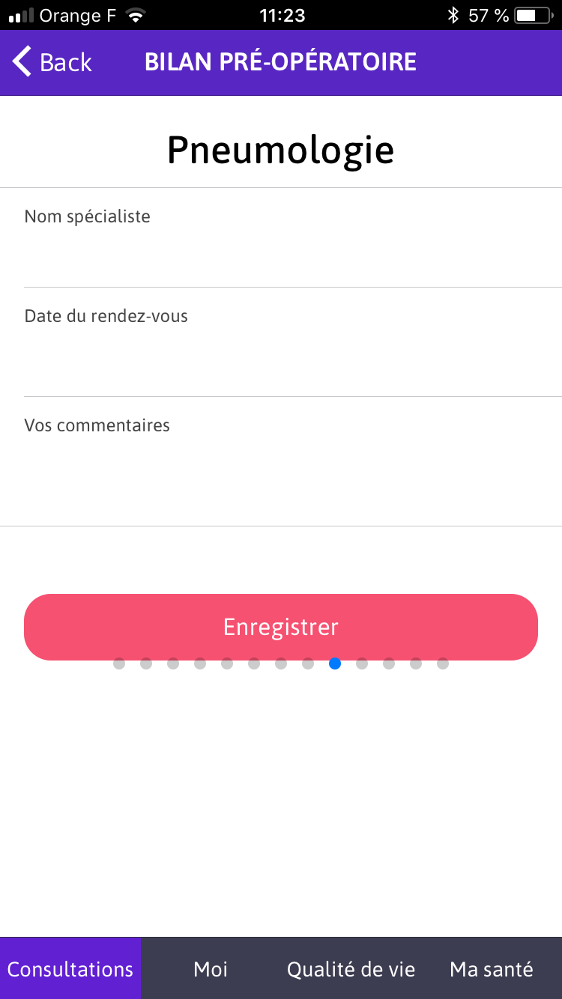 Orange F 11:23 57 %
Back BILAN PRÉ-OPÉRATOIRE
Pneumologie
Nom spécialiste
Date du rendez-vous
Vos commentaires
Enregistrer
Consultations Moi Qualité de vie Ma santé